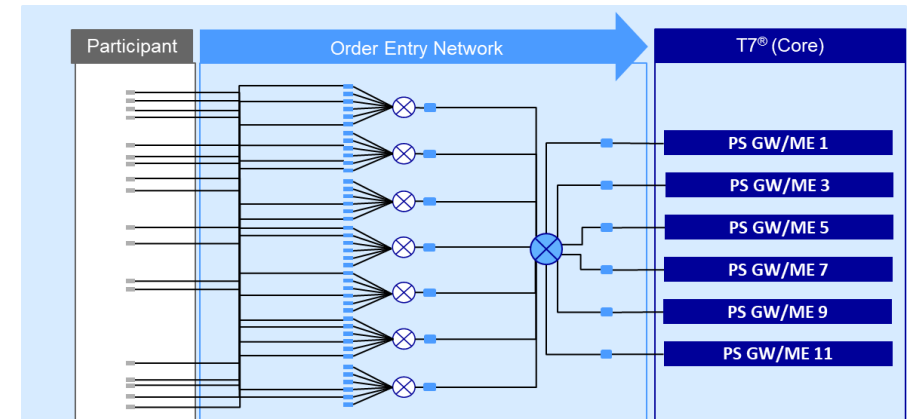 Participant
Order Entry Network
T7® (Core)
PS GW/ME 1
PS GW/ME 3
PS GW/ME 5
PS GW/ME 7
PS GW/ME 9
PS GW/ME 11